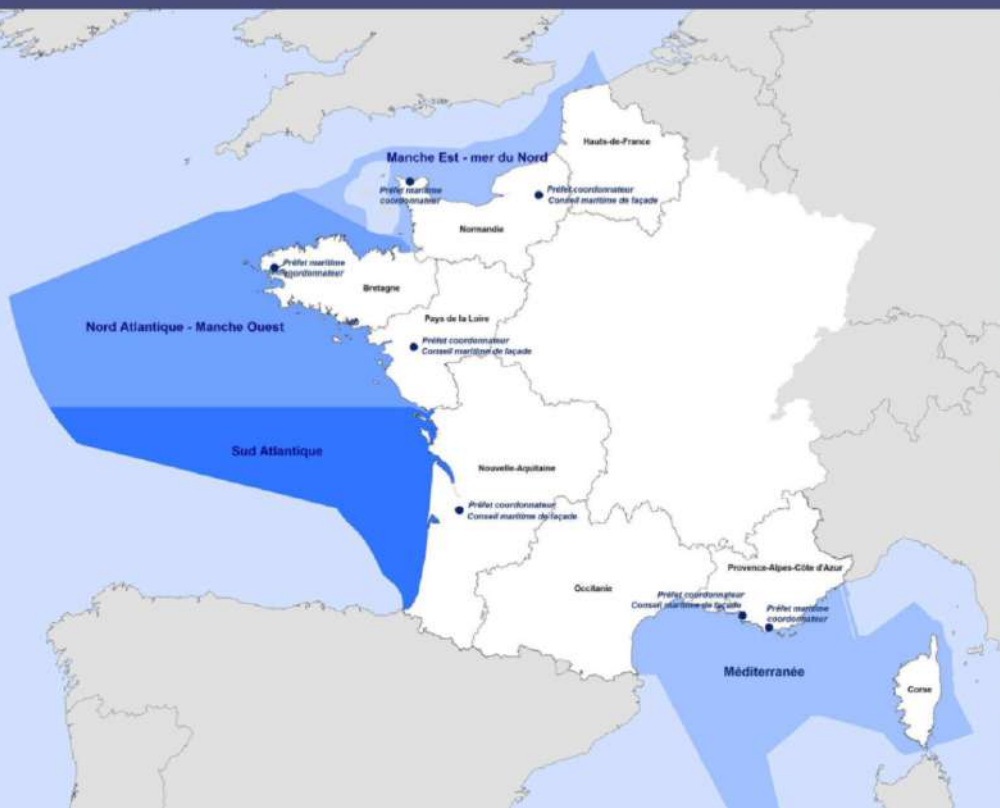 Hauts-de-France
Manche Est - mer du Nord
Préfet maritime
coordonnateur
Préfet coordonnateur
Conseil maritime de façade
Normandie
Préfet maritime
coordonnateur
Bretagne
Pays de la Loire
Nord Atlantique - Manche Ouest
Préfet coordonnateur
Conseil maritime de façade
Sud Atlantique
Nouvelle-Aquitaine
Préfet coordonnateur
Conseil maritime de façade
Provence-Alpes-Côte d'Azur
Occitanie
Préfet coordonnateur
Conseil maritime de façade
Préfet maritime
coordonnateur
Méditerranée
Corse